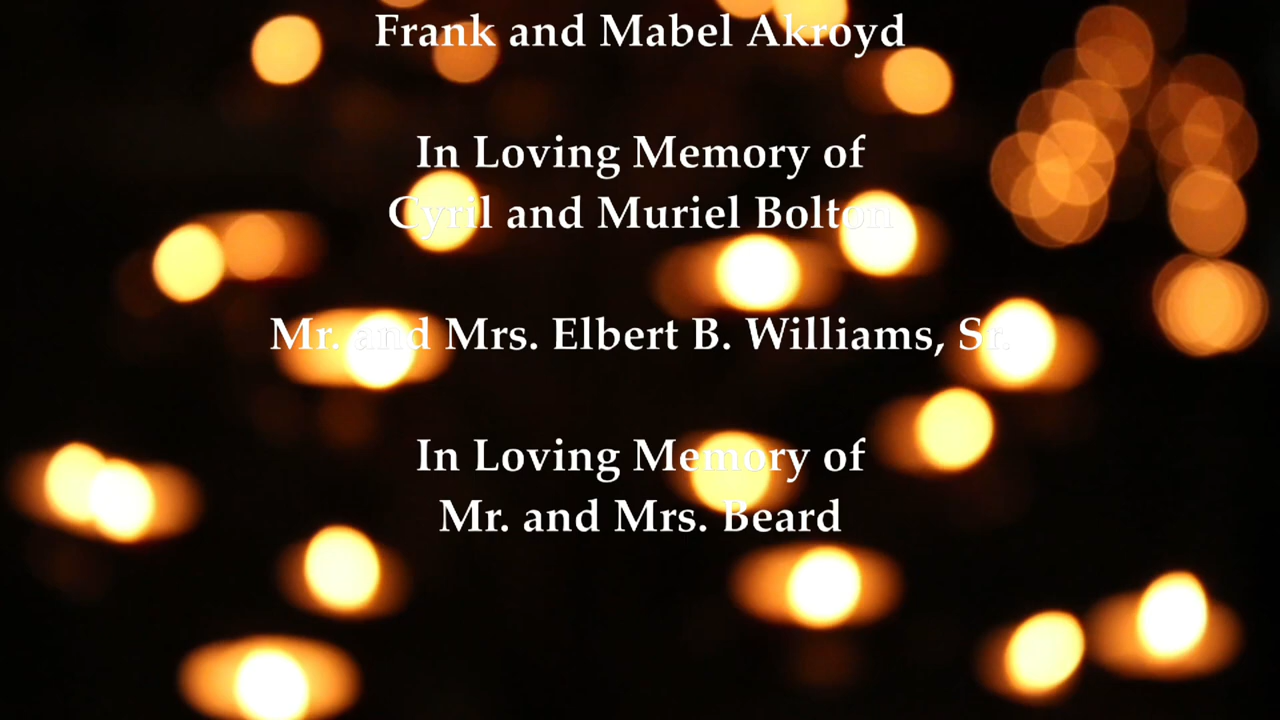 Frank and Mabel Akroyd
In Loving Memory of
Cyril and Muriel Bolton
Mr. and Mrs. Elbert B. Williams, Sr.
In Loving Memory of
Mr. and Mrs. Beard